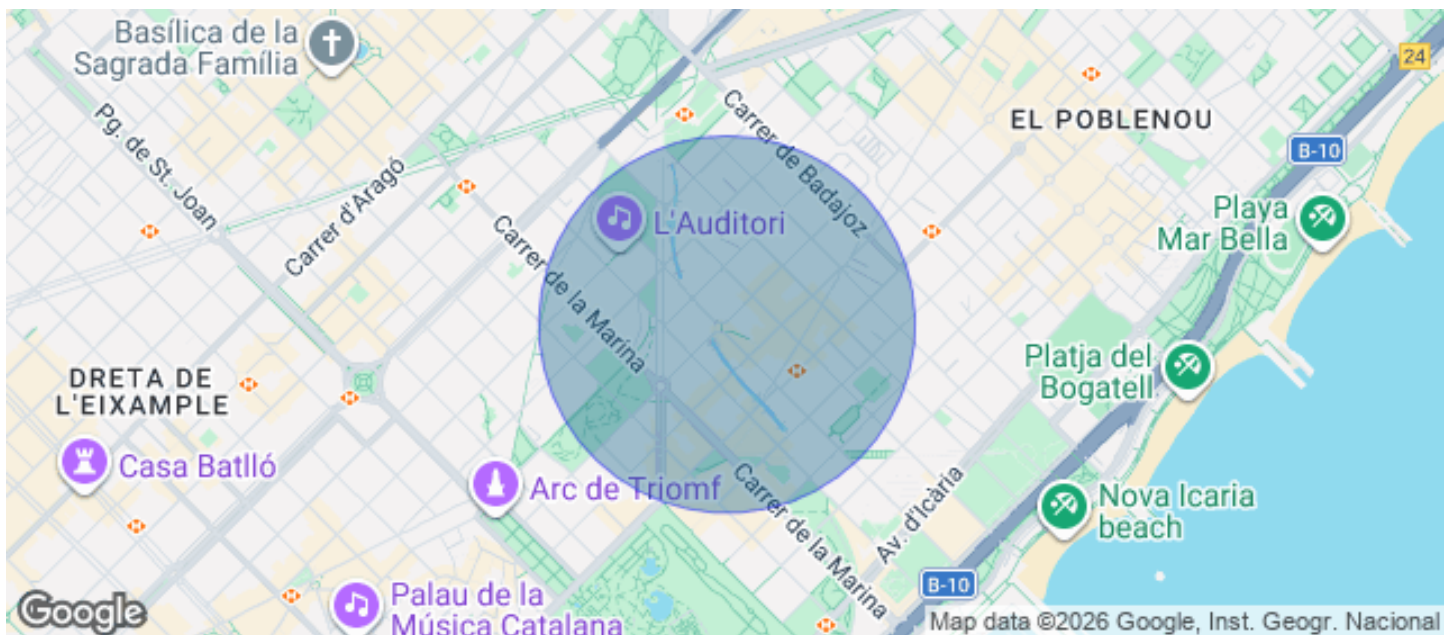 Basílica de la
Sagrada Família
24
Carrer de Badajoz
EL POBLENOU
B-10
Pg. de St. Joan
Carrer d'Aragó
L'Auditori
Playa
Mar Bella
Carrer de la Marina
DRETA DE
L'EIXAMPLE
Platja del
Bogatell
Casa Batlló
Arc de Triomf
Carrer de la Marina
Av. d'Icària
Nova Icaria
beach
B-10
Palau de la
Música Catalana
Google
Map data ©2026 Google, Inst. Geogr. Nacional